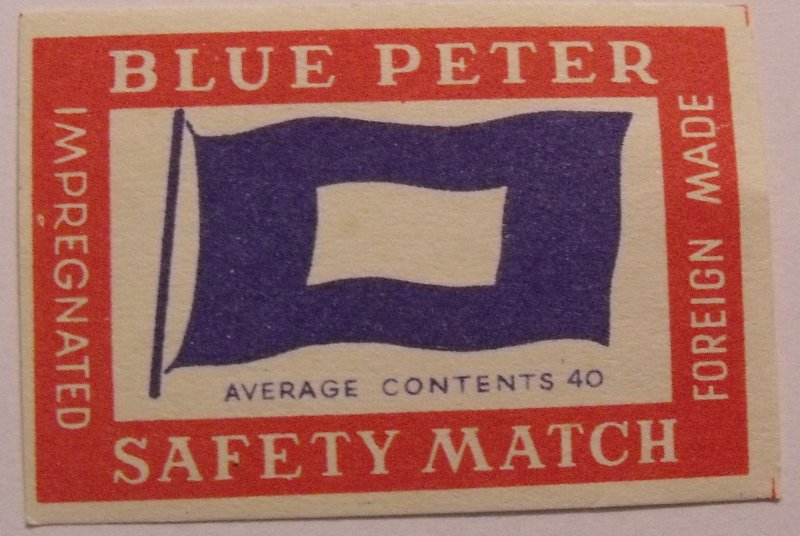 BLUE PETER
IMPREGNATED
FOREIGN MADE
AVERAGE CONTENTS 40
SAFETY MATCH